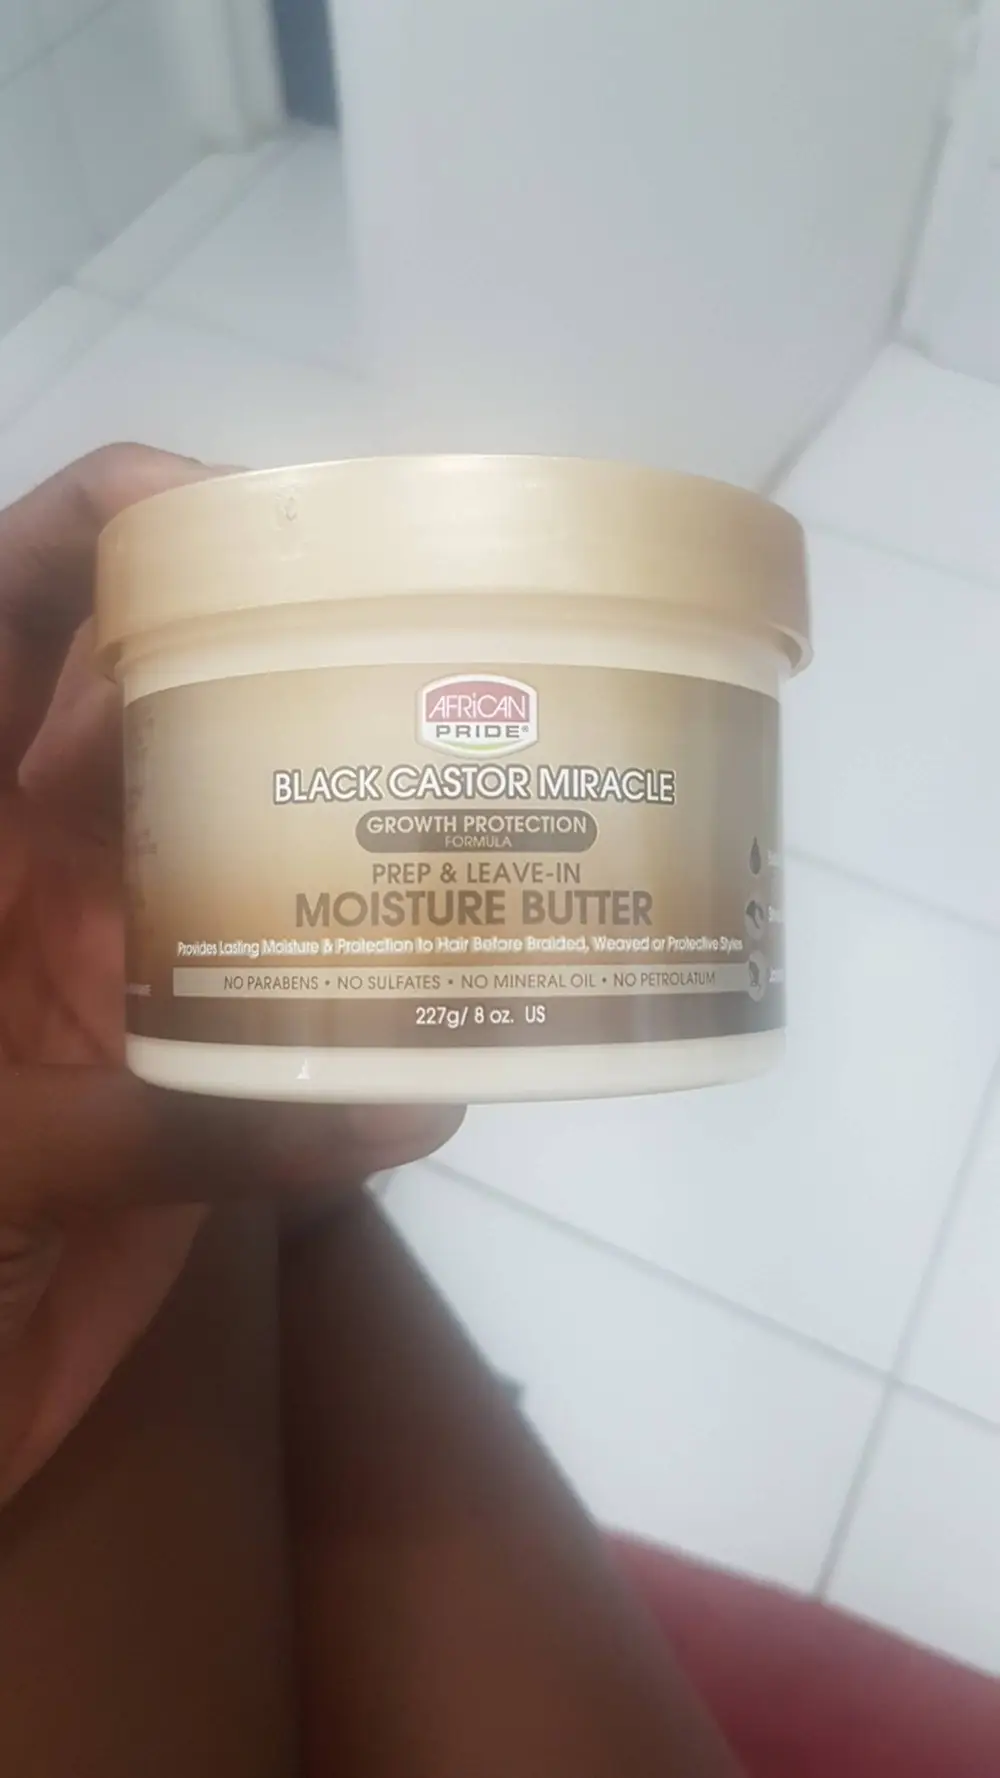 AFRiCAN
PRIDE®
BLACK CASTOR MIRACLE
GROWTH PROTECTION
FORMULA
PREP & LEAVE-IN
MOISTURE BUTTER
Provides Lasting Moisture & Protection to Hair Before Braided, Weaved or Protective Styles
NO PARABENS • NO SULFATES • NO MINERAL OIL • NO PETROLATUM
227g/ 8 oz. US